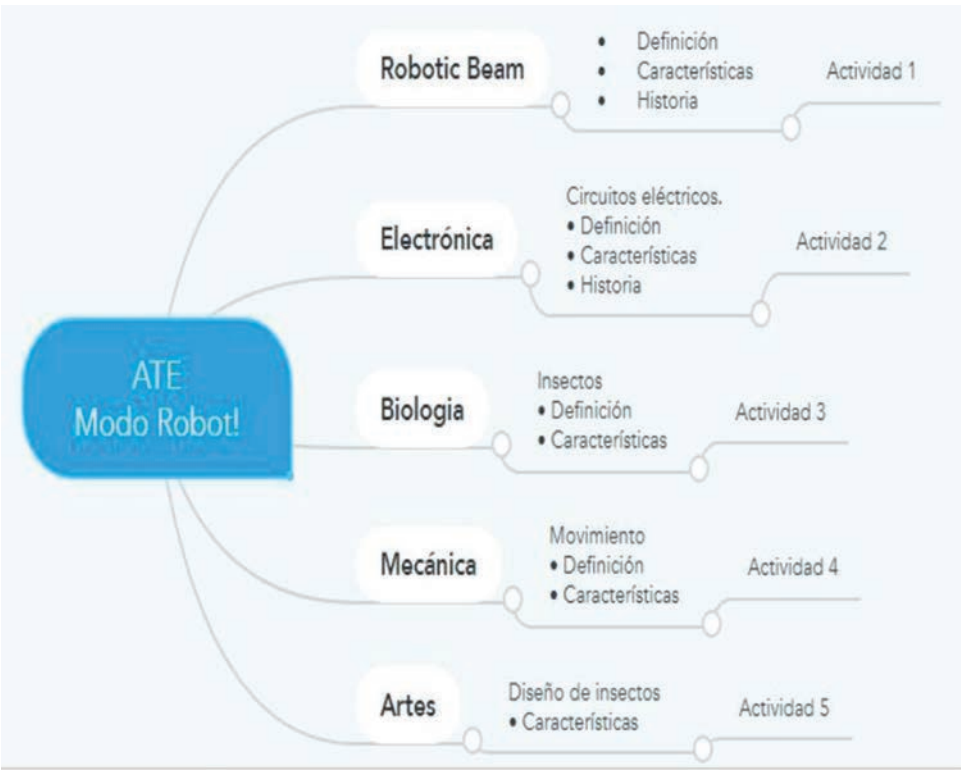 ATE
Modo Robot!
Robotic Beam
• Definición
• Características
• Historia
Actividad 1
Electrónica
Circuitos eléctricos.
• Definición
• Características
• Historia
Actividad 2
Biologia
Insectos
• Definición
• Características
Actividad 3
Mecánica
Movimiento
• Definición
• Características
Actividad 4
Artes
Diseño de insectos
• Características
Actividad 5